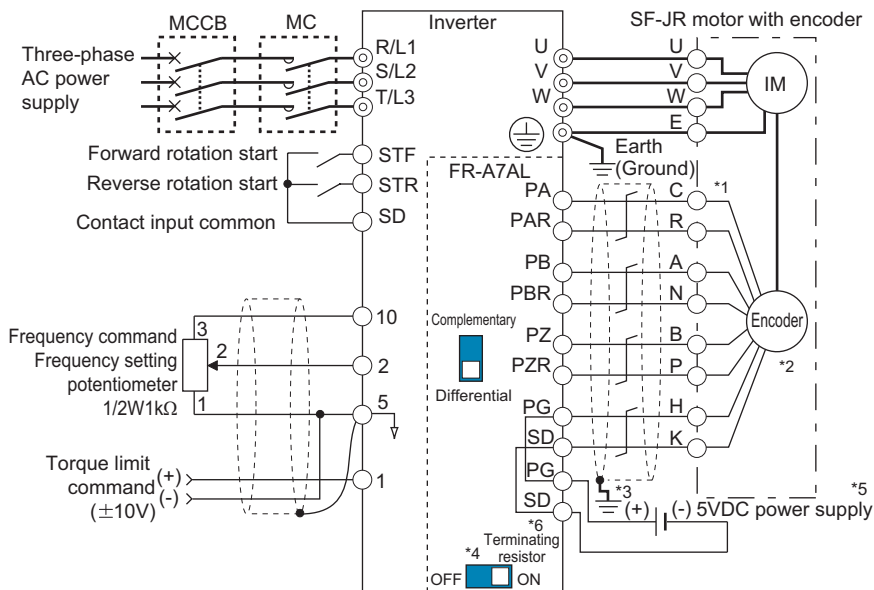 MCCB
MC
Inverter
SF-JR motor with encoder
Three-phase
AC power
supply
R/L1
S/L2
T/L3
U
V
W
U
V
W
E
IM
Earth
(Ground)
Forward rotation start
Reverse rotation start
Contact input common
STF
STR
SD
FR-A7AL
PA
PAR
PB
PBR
PZ
PZR
PG
SD
PG
SD
C
R
A
N
B
P
H
K
*1
Encoder
*2
Complementary
Differential
Frequency command
Frequency setting
potentiometer
1/2W1kΩ
3
2
1
10
2
5
1
Torque limit
command
(±10V)
(+)
(-)
*3
*5
(+)
(-) 5VDC power supply
*6
*4
Terminating
resistor
OFF
ON